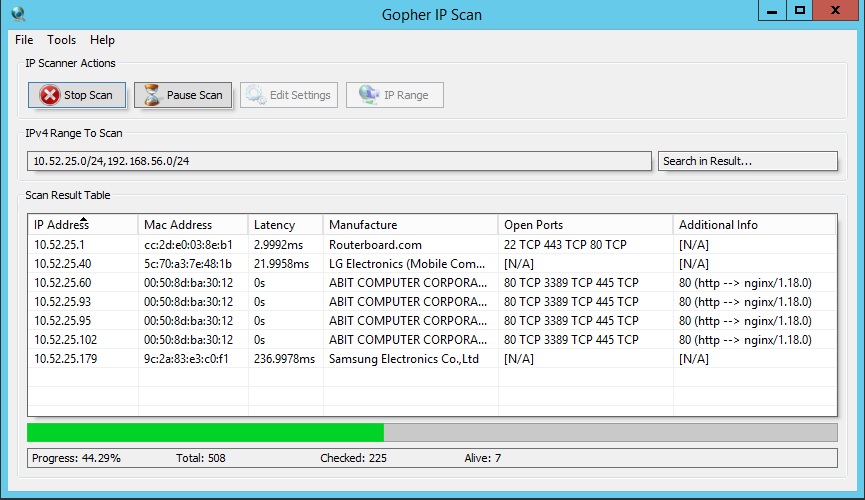 Gopher IP Scan
File Tools Help
IP Scanner Actions
Stop Scan Pause Scan Edit Settings IP Range
IPv4 Range To Scan
10.52.25.0/24,192.168.56.0/24 Search in Result...
Scan Result Table
IP Address Mac Address Latency Manufacture Open Ports Additional Info
10.52.25.1 cc:2d:e0:03:8e:b1 2.9992ms Routerboard.com 22 TCP 443 TCP 80 TCP [N/A]
10.52.25.40 5c:70:a3:7e:48:1b 21.9958ms LG Electronics (Mobile Com... [N/A] [N/A]
10.52.25.60 00:50:8d:ba:30:12 0s ABIT COMPUTER CORPORA... 80 TCP 3389 TCP 445 TCP 80 (http --> nginx/1.18.0)
10.52.25.93 00:50:8d:ba:30:12 0s ABIT COMPUTER CORPORA... 80 TCP 3389 TCP 445 TCP 80 (http --> nginx/1.18.0)
10.52.25.95 00:50:8d:ba:30:12 0s ABIT COMPUTER CORPORA... 80 TCP 3389 TCP 445 TCP 80 (http --> nginx/1.18.0)
10.52.25.102 00:50:8d:ba:30:12 0s ABIT COMPUTER CORPORA... 80 TCP 3389 TCP 445 TCP 80 (http --> nginx/1.18.0)
10.52.25.179 9c:2a:83:e3:c0:f1 236.9978ms Samsung Electronics Co.,Ltd [N/A] [N/A]
Progress: 44.29% Total: 508 Checked: 225 Alive: 7